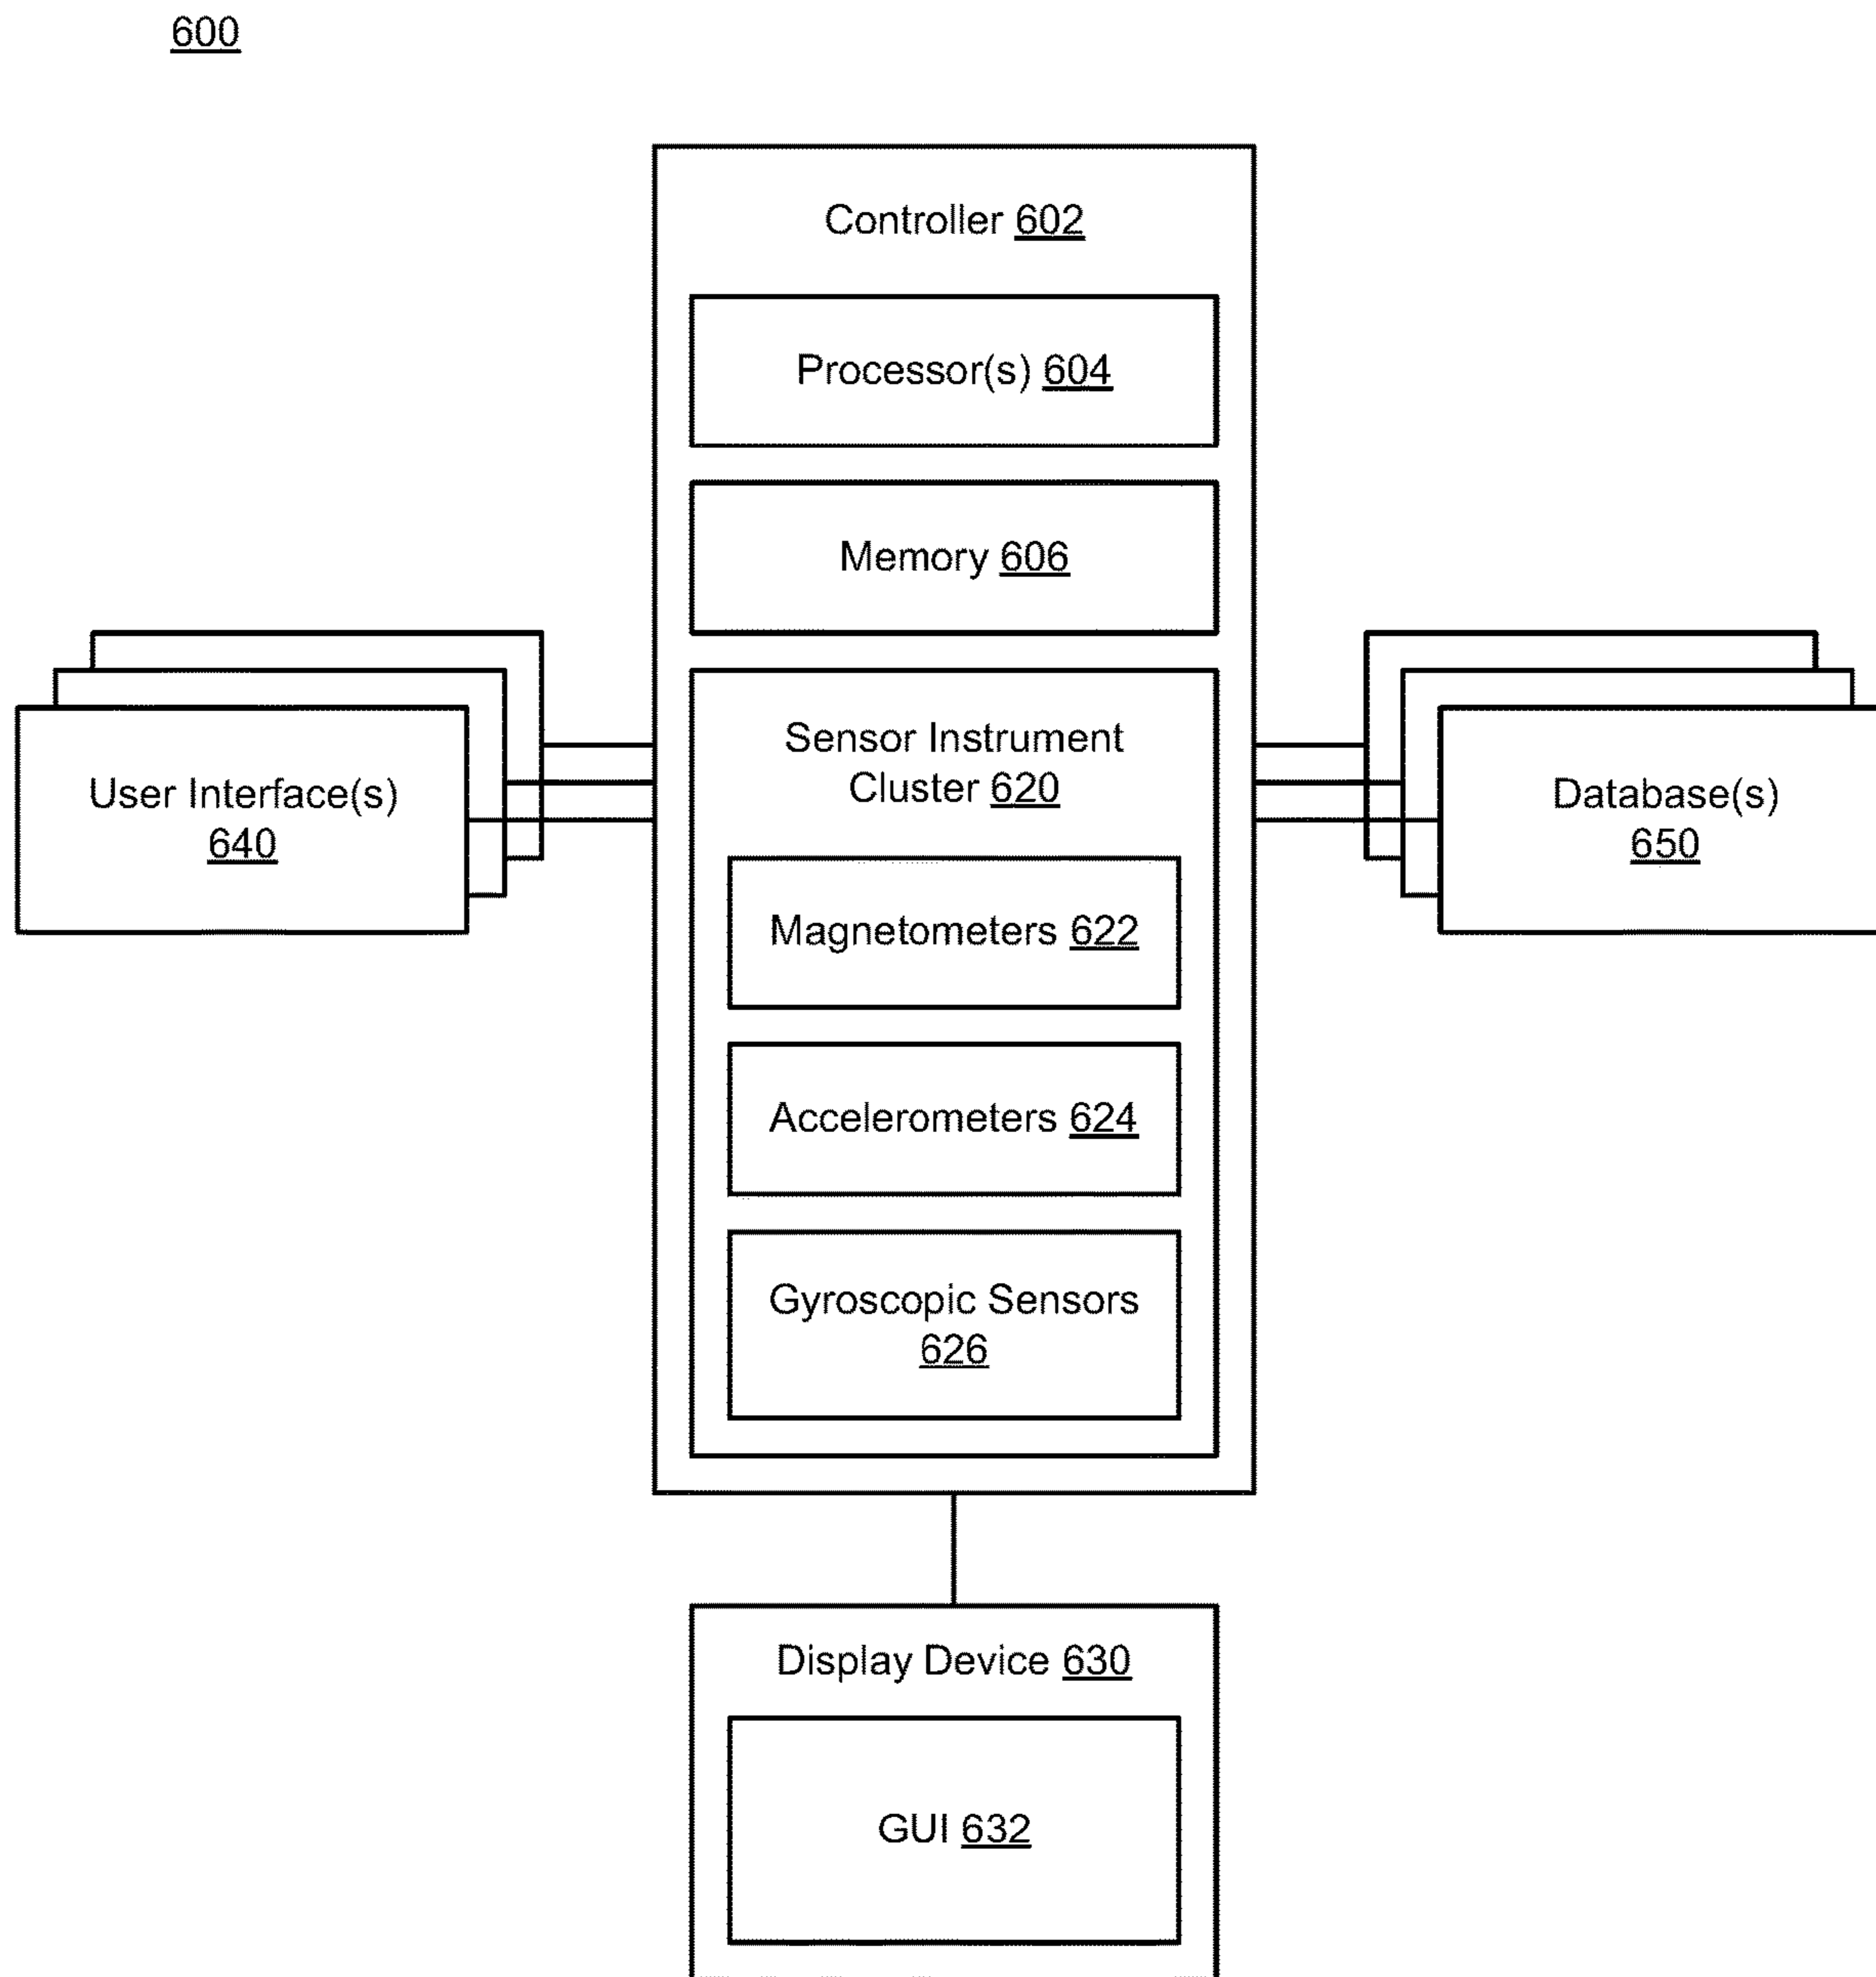 600
Controller 602
Processor(s) 604
Memory 606
Sensor Instrument
Cluster 620
User Interface(s)
640
Database(s)
650
Magnetometers 622
Accelerometers 624
Gyroscopic Sensors
626
Display Device 630
GUI 632